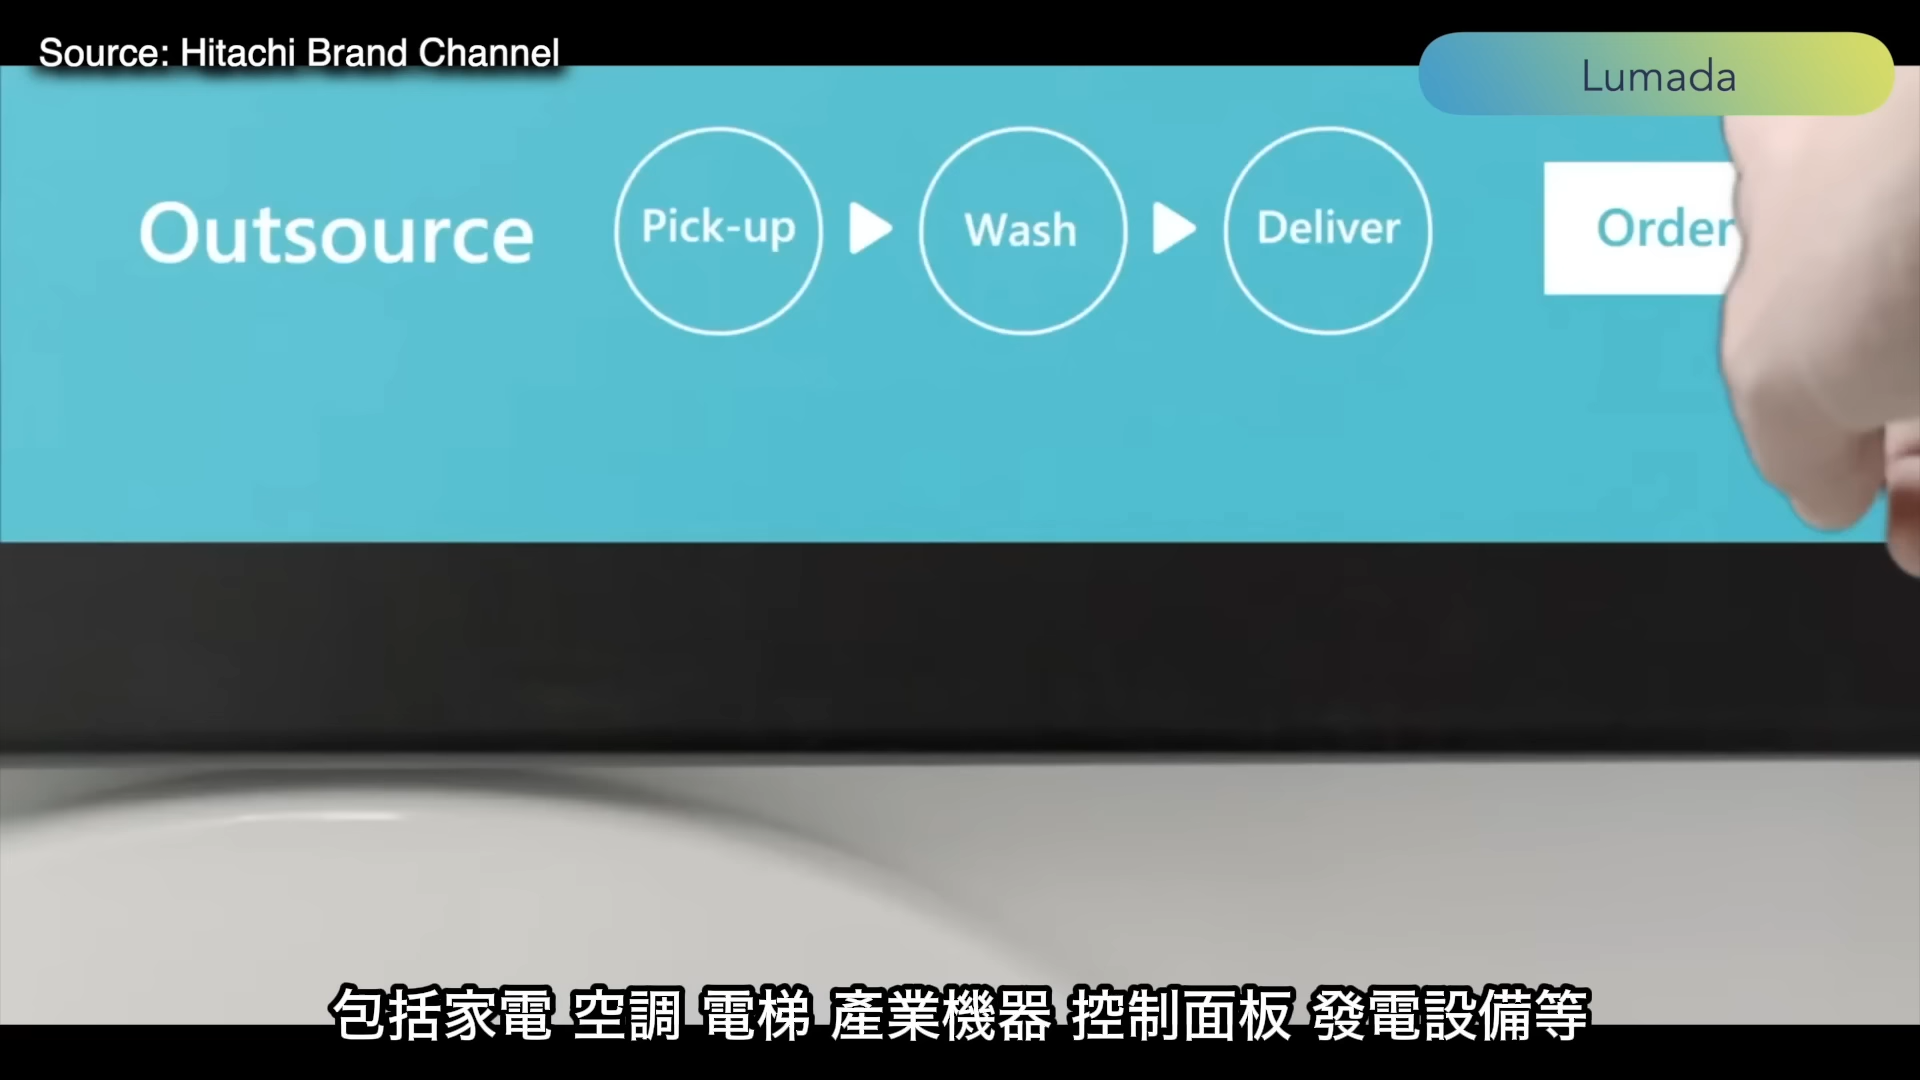 Source: Hitachi Brand Channel
Lumada
Outsource
Pick-up
Wash
Deliver
Order
包括家電 空調 電梯 產業機器 控制面板 發電設備等